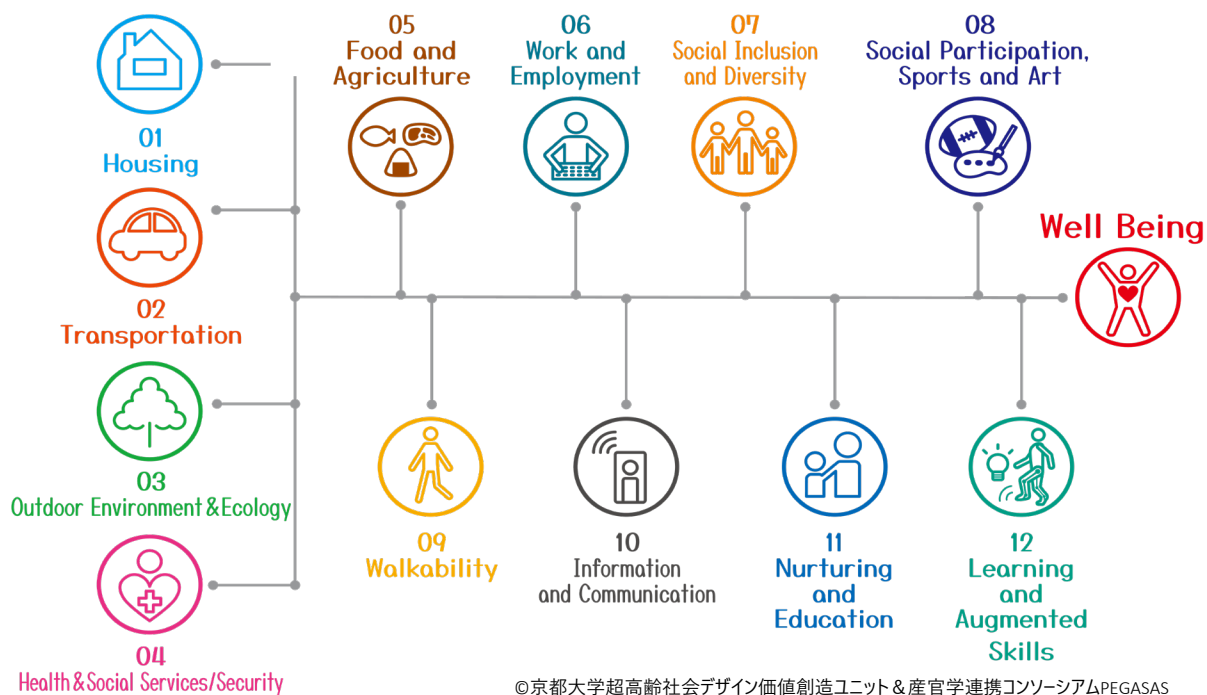 01
Housing
02
Transportation
03
Outdoor Environment&Ecology
04
Health&Social Services/Security
05
Food and
Agriculture
06
Work and
Employment
07
Social Inclusion
and Diversity
08
Social Participation,
Sports and Art
Well Being
09
Walkability
10
Information
and Communication
11
Nurturing
and
Education
12
Learning
and
Augmented
Skills
©京都大学超高齢社会デザイン価値創造ユニット&産官学連携コンソーシアムPEGASAS